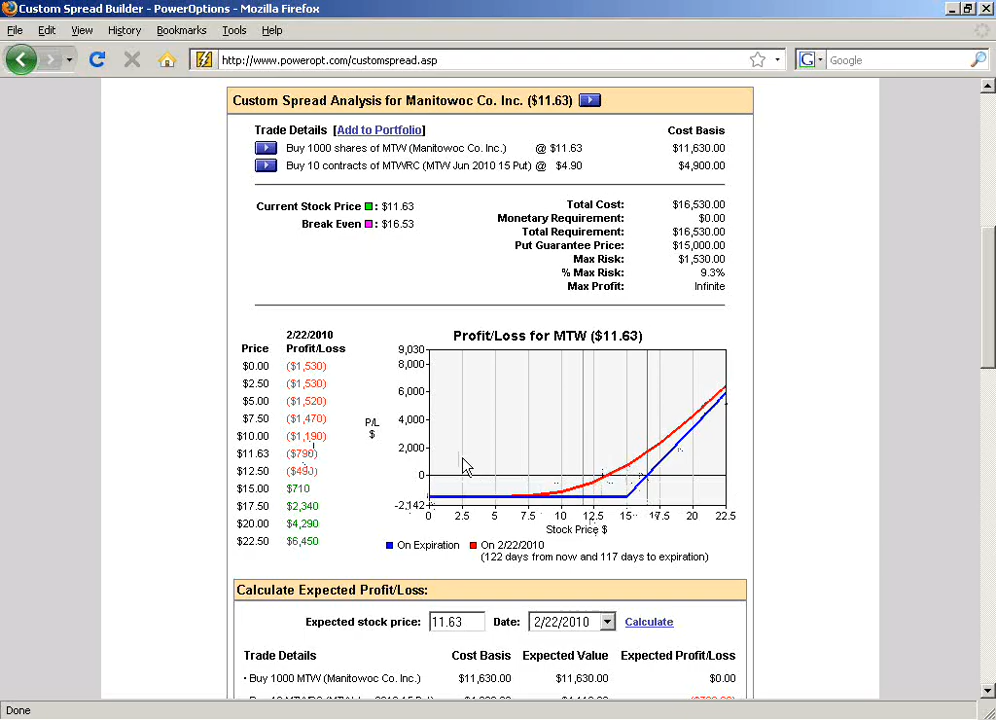 Custom Spread Builder - PowerOptions - Mozilla Firefox
File Edit View History Bookmarks Tools Help
http://www.poweropt.com/customspread.asp
Google
Custom Spread Analysis for Manitowoc Co. Inc. ($11.63)
Trade Details [Add to Portfolio] Cost Basis
Buy 1000 shares of MTW (Manitowoc Co. Inc.) @ $11.63 $11,630.00
Buy 10 contracts of MTWRC (MTW Jun 2010 15 Put) @ $4.90 $4,900.00
Current Stock Price : $11.63
Break Even : $16.53
Total Cost: $16,530.00
Monetary Requirement: $0.00
Total Requirement: $16,530.00
Put Guarantee Price: $15,000.00
Max Risk: $1,530.00
% Max Risk: 9.3%
Max Profit: Infinite
2/22/2010
Price Profit/Loss
$0.00 ($1,530)
$2.50 ($1,530)
$5.00 ($1,520)
$7.50 ($1,470)
$10.00 ($1,190)
$11.63 ($790)
$12.50 ($490)
$15.00 $710
$17.50 $2,340
$20.00 $4,290
$22.50 $6,450
Profit/Loss for MTW ($11.63)
9,030
8,000
6,000
4,000
2,000
0
-2,142
P/L
$
0 2.5 5 7.5 10 12.5 15 17.5 20 22.5
Stock Price $
On Expiration On 2/22/2010
(122 days from now and 117 days to expiration)
Calculate Expected Profit/Loss:
Expected stock price: 11.63 Date: 2/22/2010 Calculate
Trade Details Cost Basis Expected Value Expected Profit/Loss
· Buy 1000 MTW (Manitowoc Co. Inc.) $11,630.00 $11,630.00 $0.00
Done